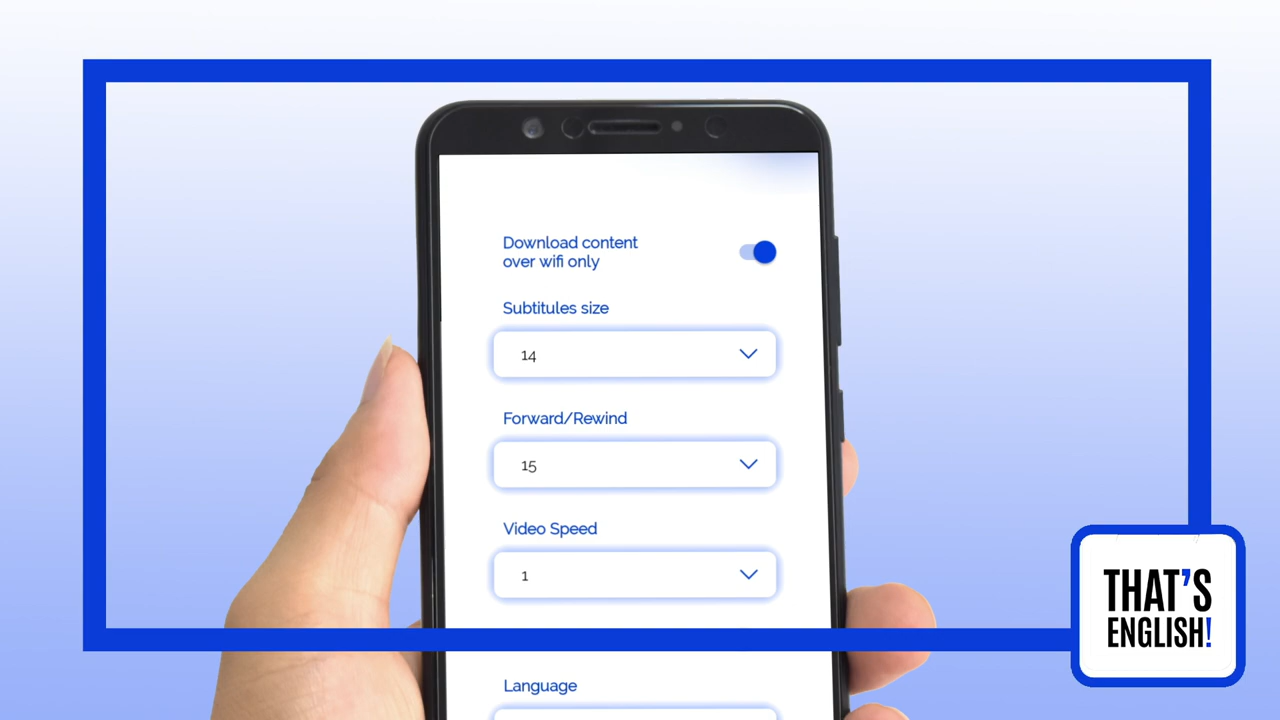 Download content
over wifi only
Subtitules size
14
Forward/Rewind
15
Video Speed
1
Language
THAT'S
ENGLISH!